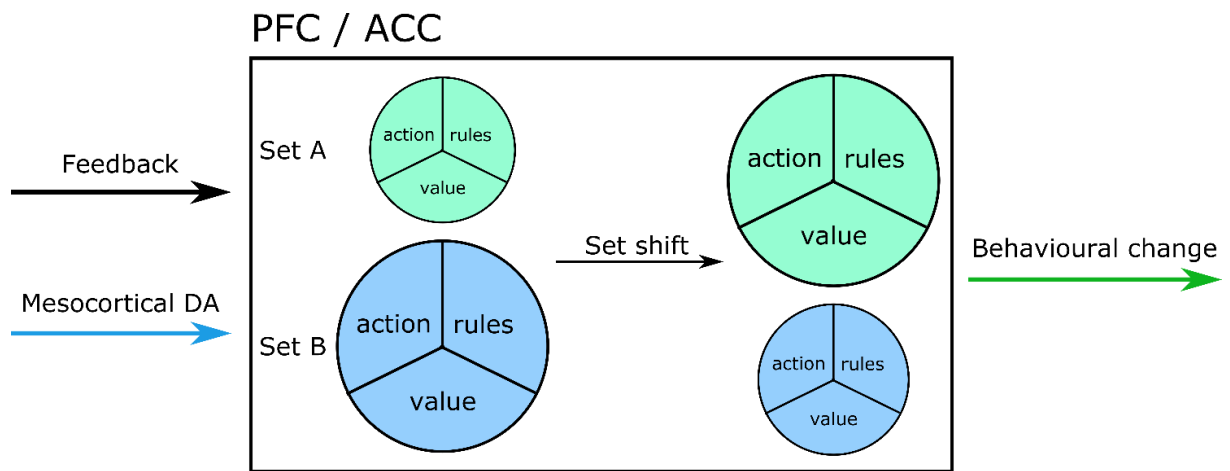 PFC / ACC
Feedback
Mesocortical DA
Set A
action
rules
value
Set B
action
rules
value
Set shift
action
rules
value
action
rules
value
Behavioural change